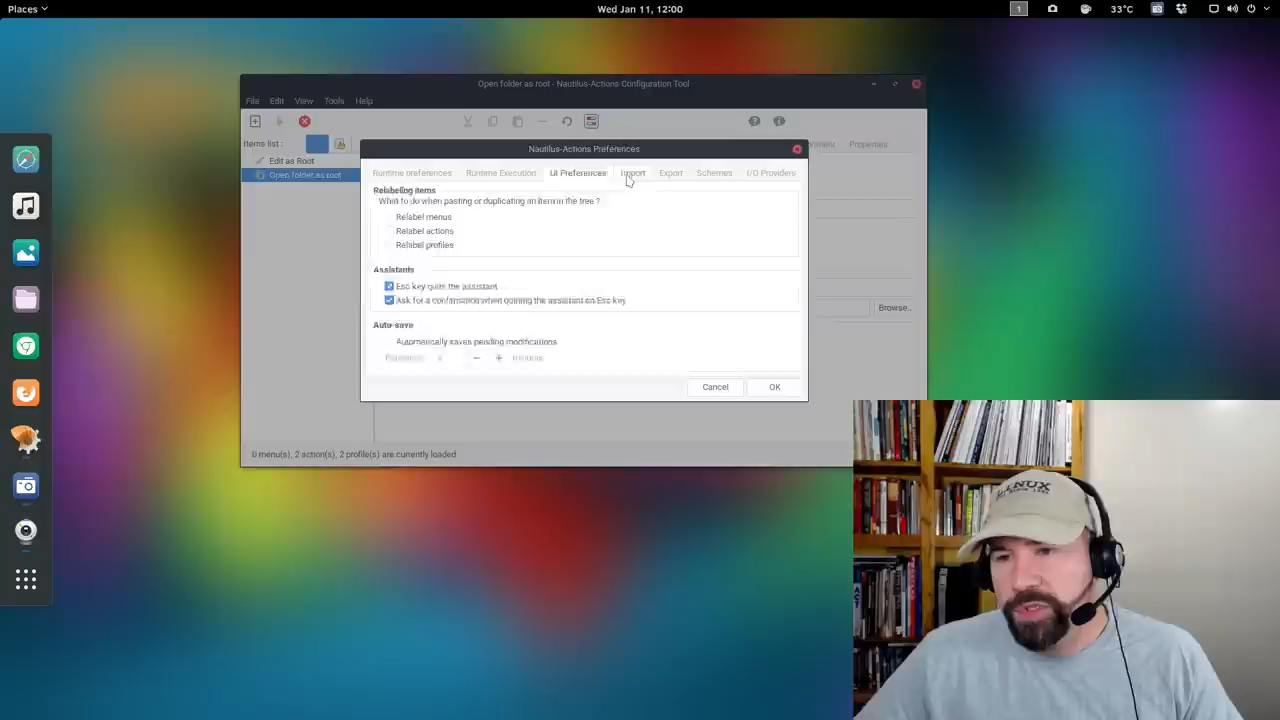 Places
Wed Jan 11, 12:00
1
33°C
Open folder as root - Nautilus-Actions Configuration Tool
File Edit View Tools Help
Items list :
Edit as Root
Open folder as root
Properties
Nautilus-Actions Preferences
Runtime preferences Runtime Execution UI Preferences Import Export Schemes I/O Providers
Relabeling items
What to do when pasting or duplicating an item in the tree ?
Relabel menus
Relabel actions
Relabel profiles
Assistants
Esc key quits the assistant
Ask for a confirmation when quitting the assistant on Esc key
Auto-save
Automatically saves pending modifications
minutes
Browse..
Cancel OK
0 menu(s), 2 action(s), 2 profile(s) are currently loaded
LINUX